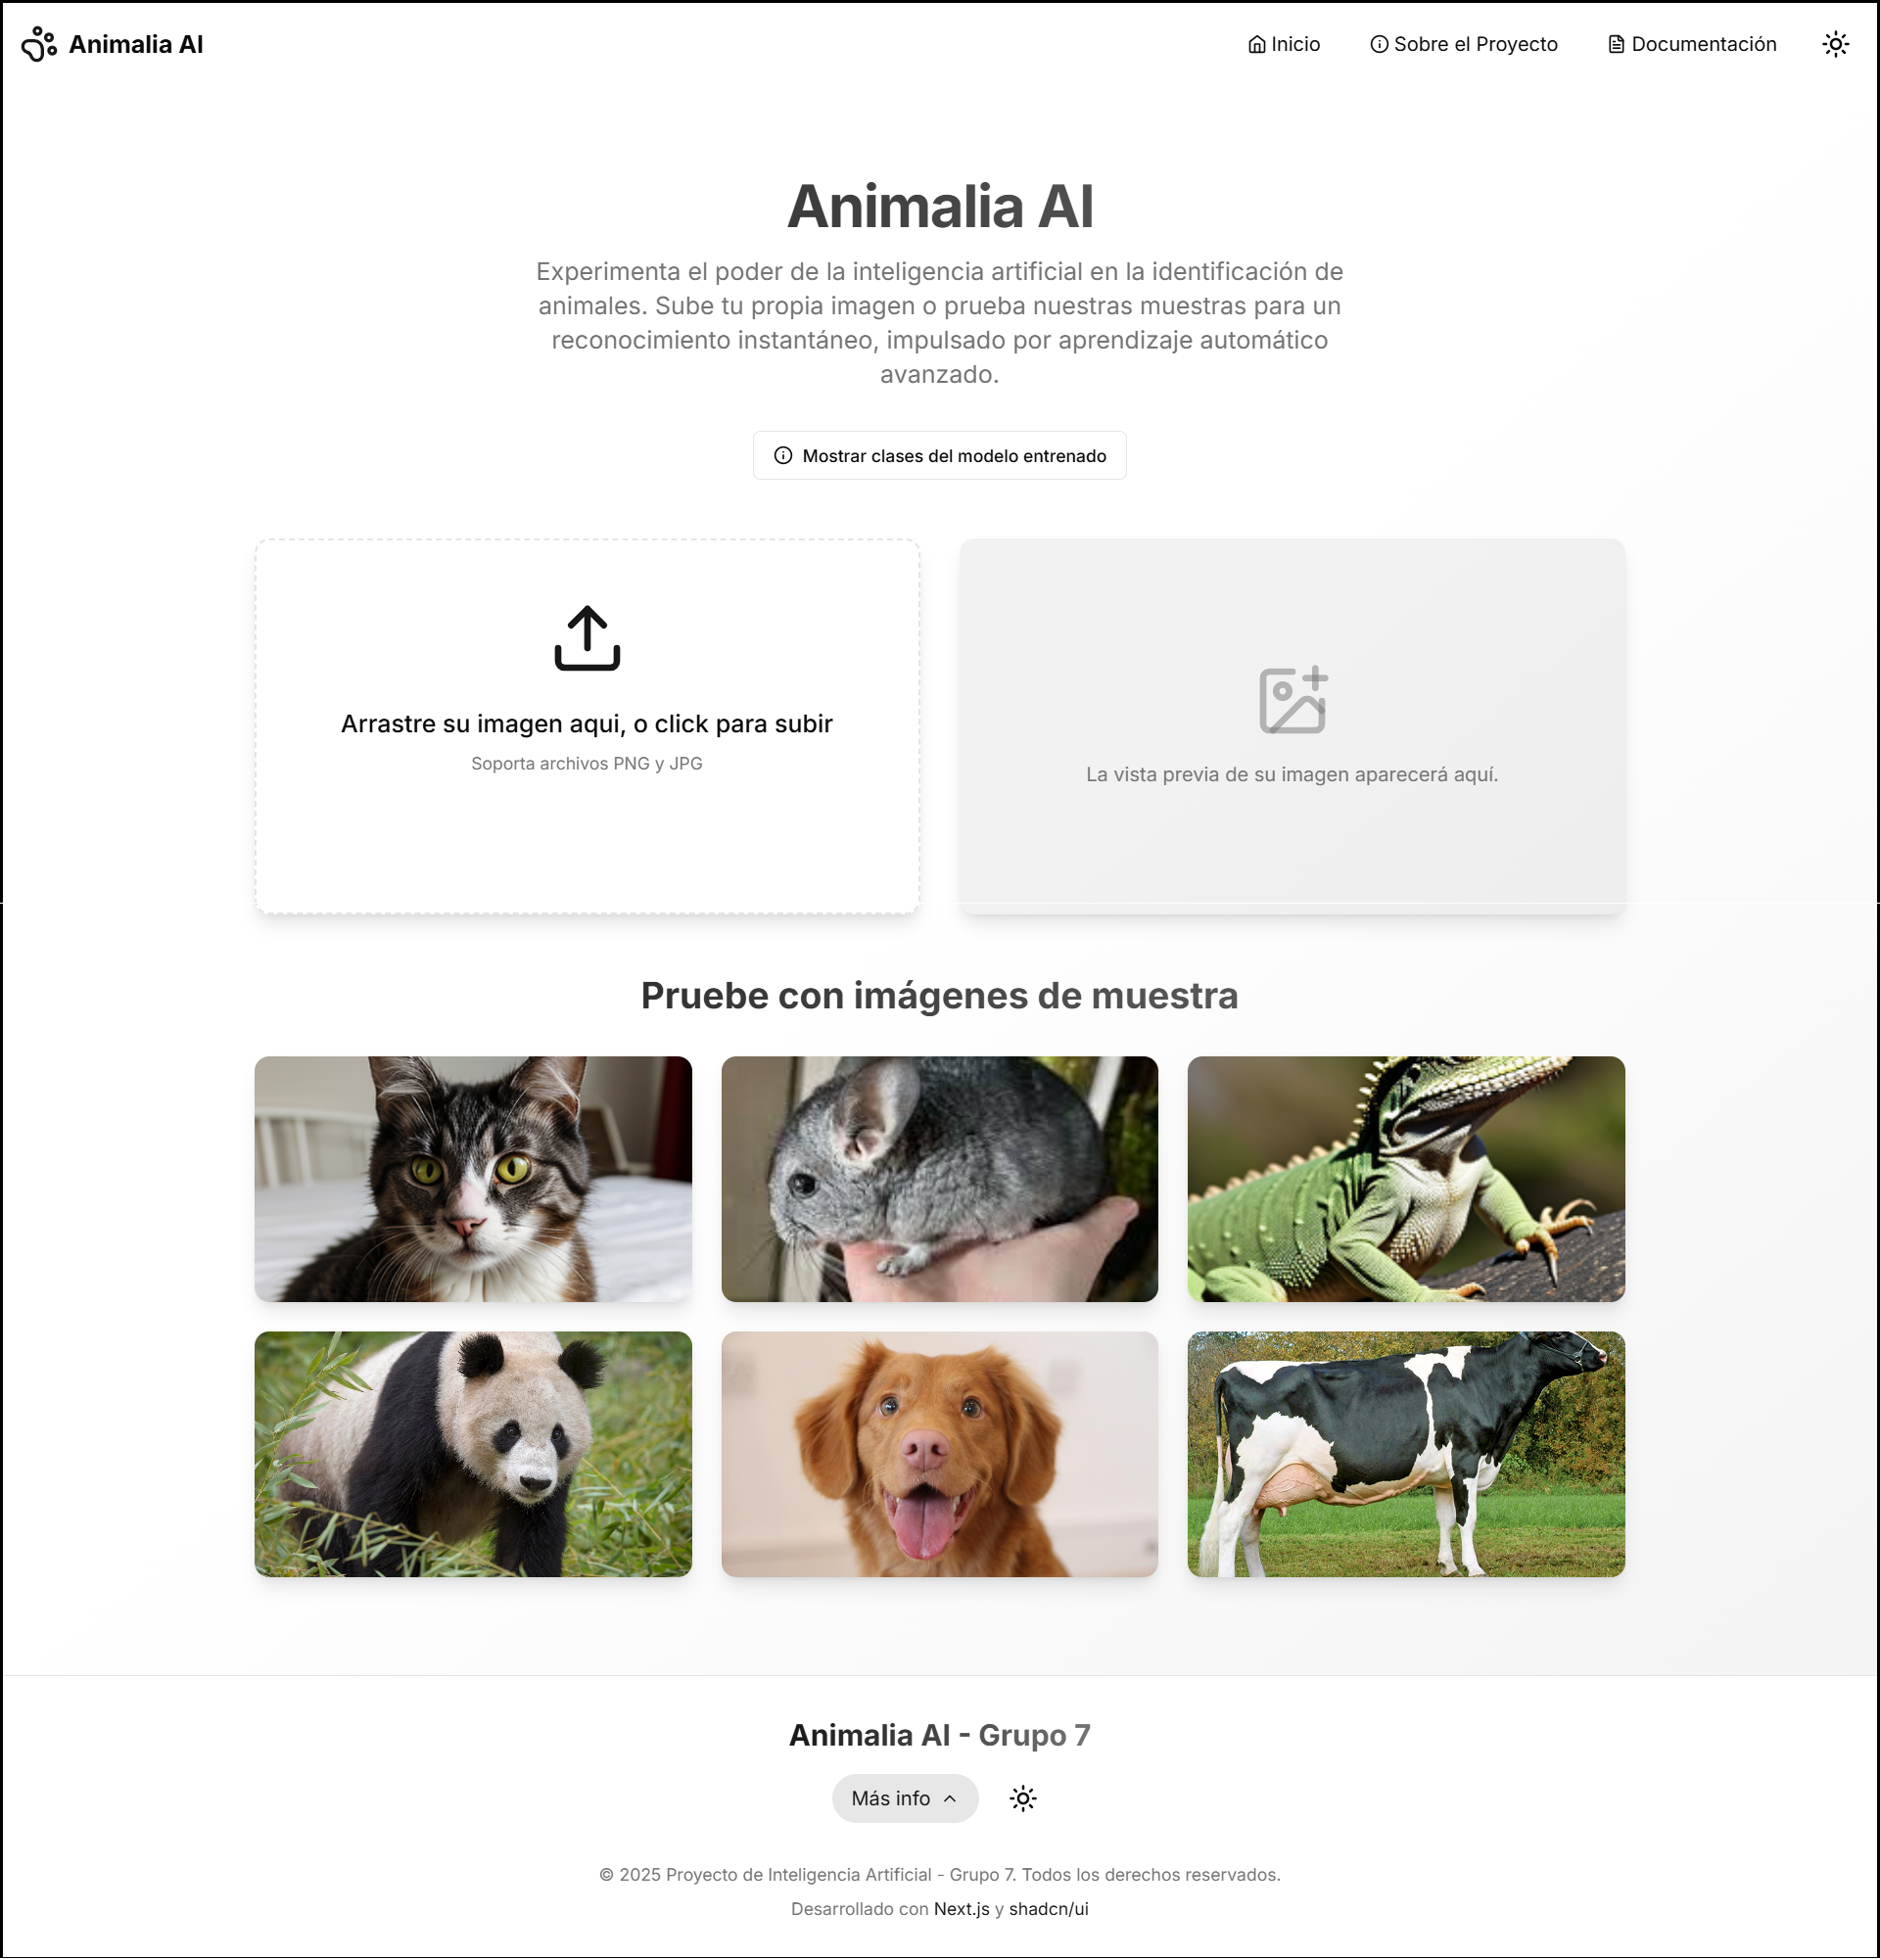 Animalia AI
Inicio
Sobre el Proyecto
Documentación
Animalia AI
Experimenta el poder de la inteligencia artificial en la identificación de
animales. Sube tu propia imagen o prueba nuestras muestras para un
reconocimiento instantáneo, impulsado por aprendizaje automático
avanzado.
Mostrar clases del modelo entrenado
Arrastre su imagen aqui, o click para subir
Soporta archivos PNG y JPG
La vista previa de su imagen aparecerá aquí.
Pruebe con imágenes de muestra
Animalia AI - Grupo 7
Más info
© 2025 Proyecto de Inteligencia Artificial - Grupo 7. Todos los derechos reservados.
Desarrollado con Next.js y shadcn/ui